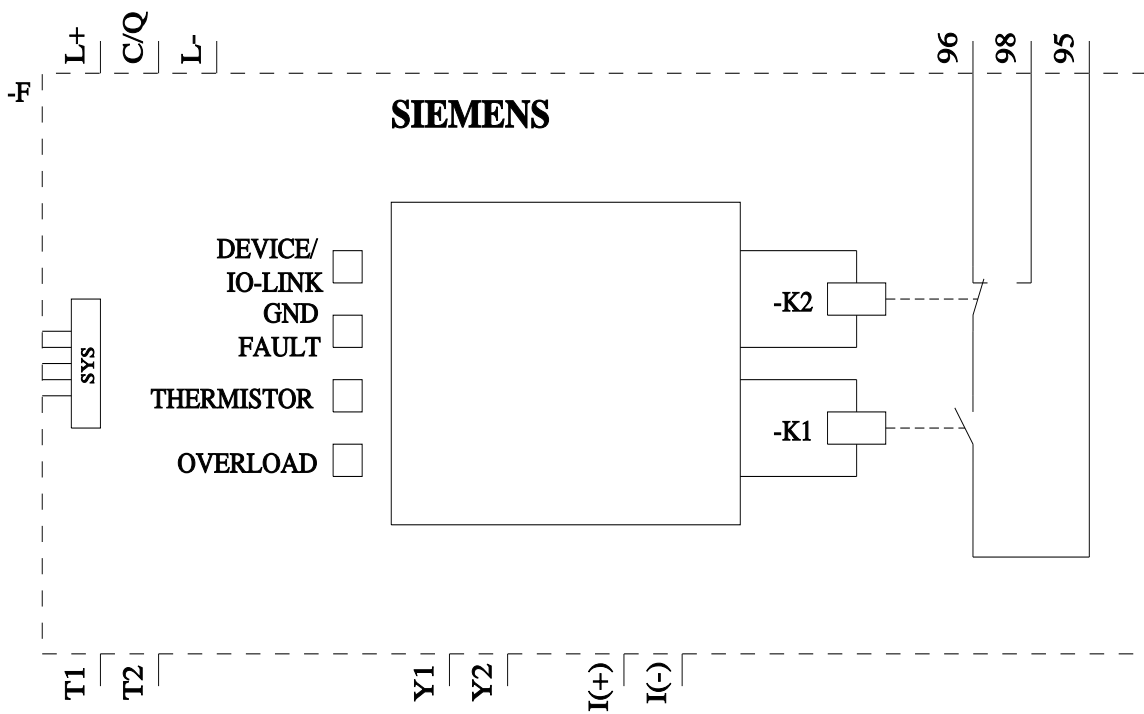 L+
C/Q
L-
96
98
95
-F
SIEMENS
DEVICE/
IO-LINK
GND
FAULT
THERMISTOR
OVERLOAD
SYS
-K2
-K1
T1
T2
Y1
Y2
I(+)
I(-)